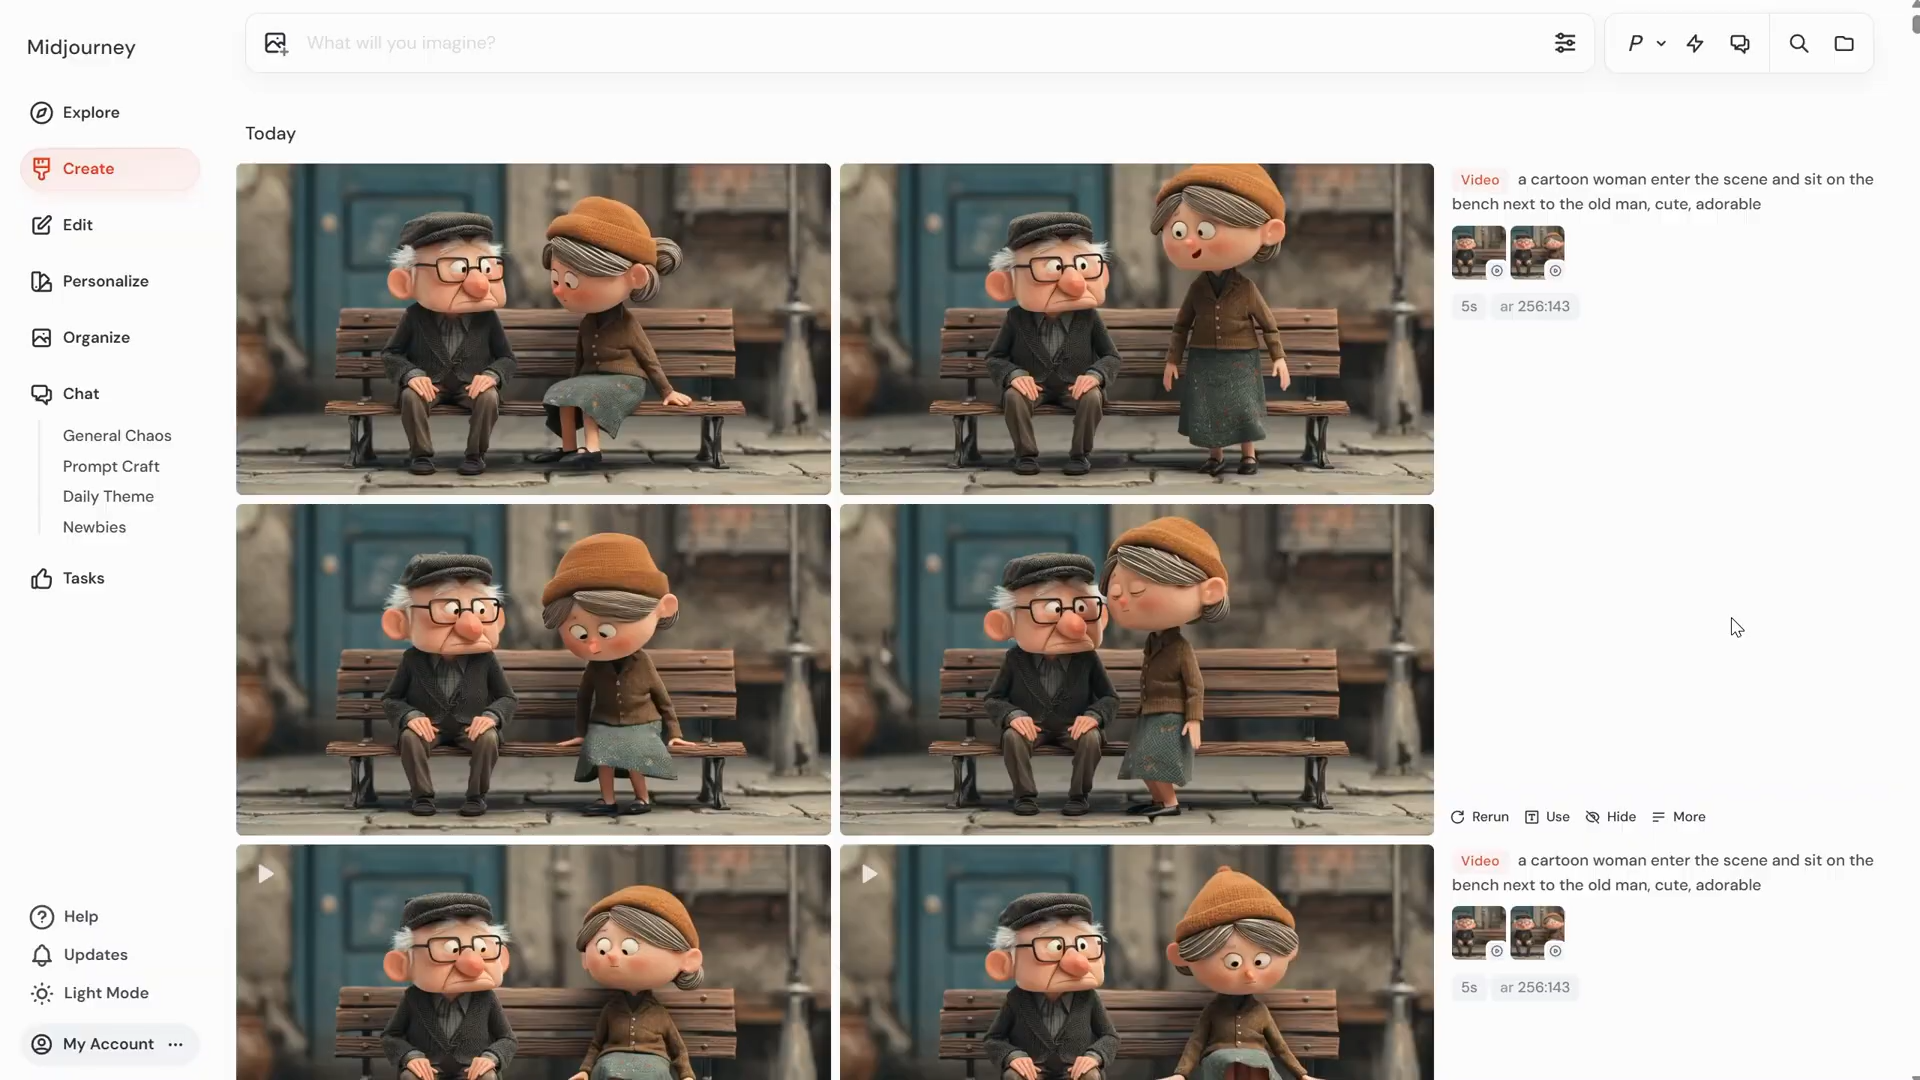 Midjourney
What will you imagine?
P
Explore
Create
Edit
Personalize
Organize
Chat
General Chaos
Prompt Craft
Daily Theme
Newbies
Tasks
Help
Updates
Light Mode
My Account
Today
Video a cartoon woman enter the scene and sit on the
bench next to the old man, cute, adorable
5s ar 256:143
Rerun Use Hide More
Video a cartoon woman enter the scene and sit on the
bench next to the old man, cute, adorable
5s ar 256:143